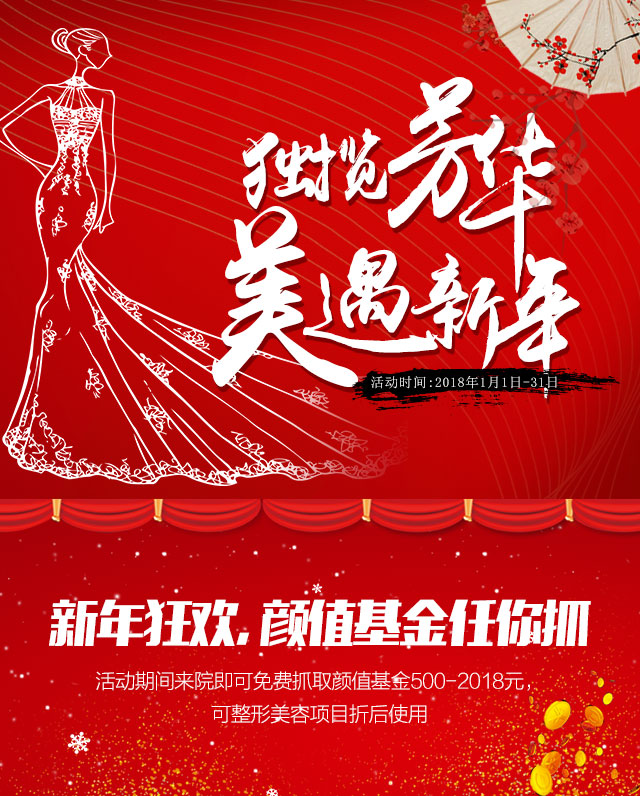 独揽芳华
美遇新年
活动时间:2018年1月1日-31日
新年狂欢,颜值基金任你抓
活动期间来院即可免费抓取颜值基金500-2018元,
可整形美容项目折后使用